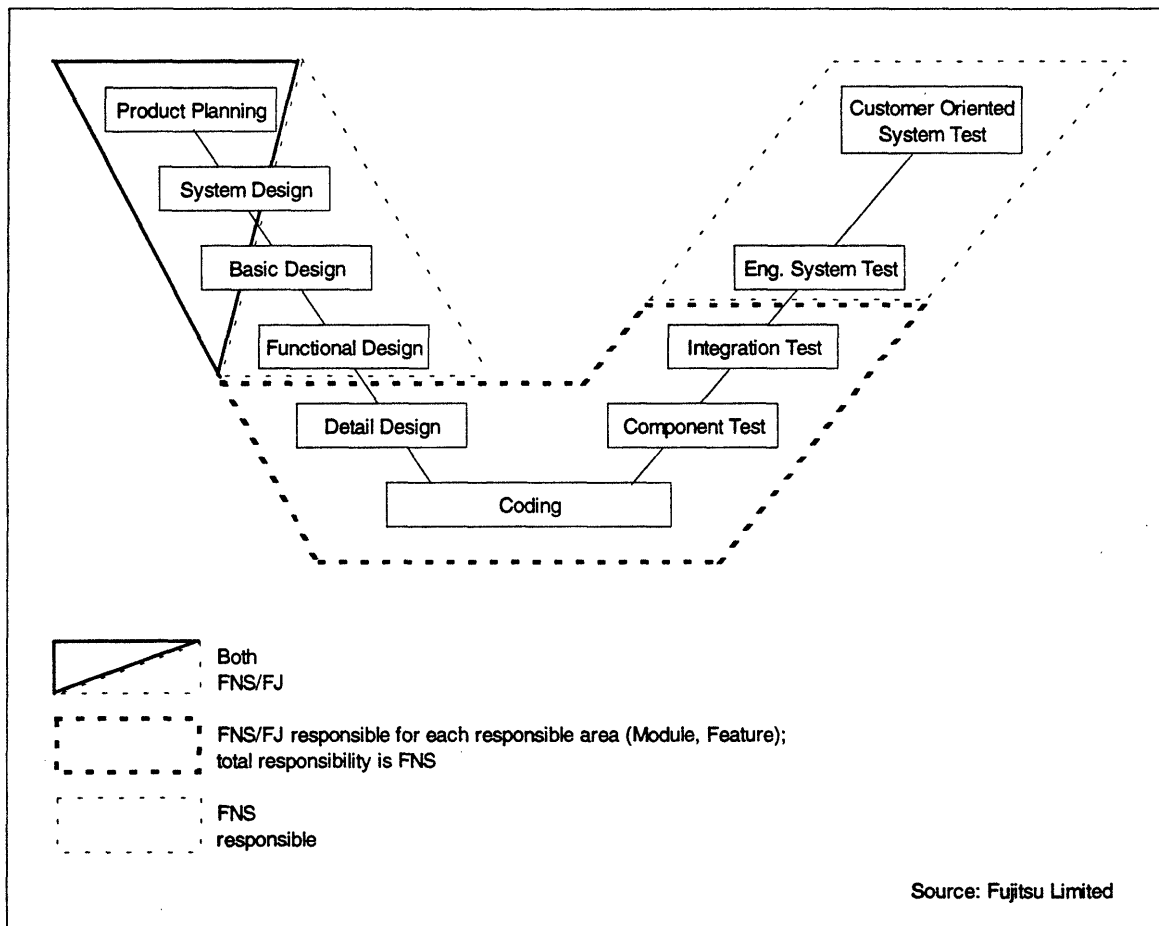 Product Planning
System Design
Basic Design
Functional Design
Detail Design
Coding
Component Test
Integration Test
Eng. System Test
Customer Oriented
System Test
Both
FNS/FJ
FNS/FJ responsible for each responsible area (Module, Feature);
total responsibility is FNS
FNS
responsible
Source: Fujitsu Limited